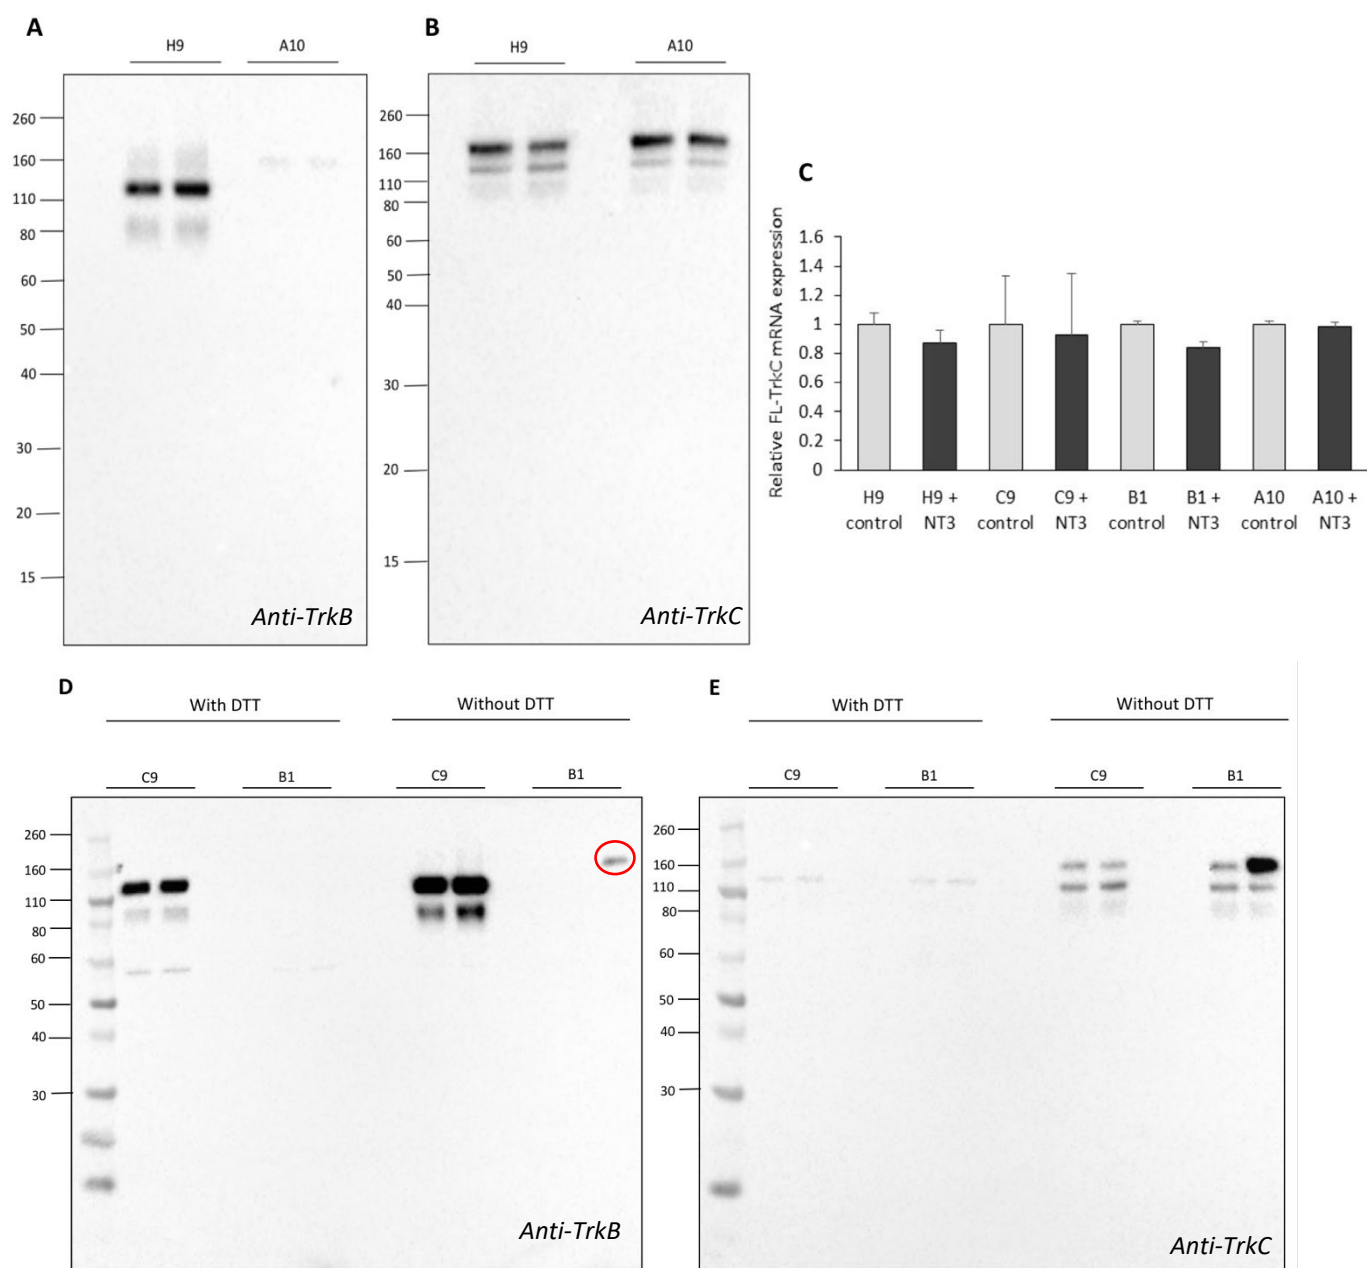 A
H9
A10
260
160
110
80
60
50
40
30
20
15
Anti-TrkB
B
H9
A10
260
160
110
80
60
50
40
30
20
15
Anti-TrkC
C
Relative FL-TrkC mRNA expression
1.6
1.4
1.2
1
0.8
0.6
0.4
0.2
0
H9 control
H9 + NT3
C9 control
C9 + NT3
B1 control
B1 + NT3
A10 control
A10 + NT3
D
With DTT
Without DTT
C9
B1
C9
B1
260
160
110
80
60
50
40
30
Anti-TrkB
E
With DTT
Without DTT
C9
B1
C9
B1
260
160
110
80
60
50
40
30
Anti-TrkC